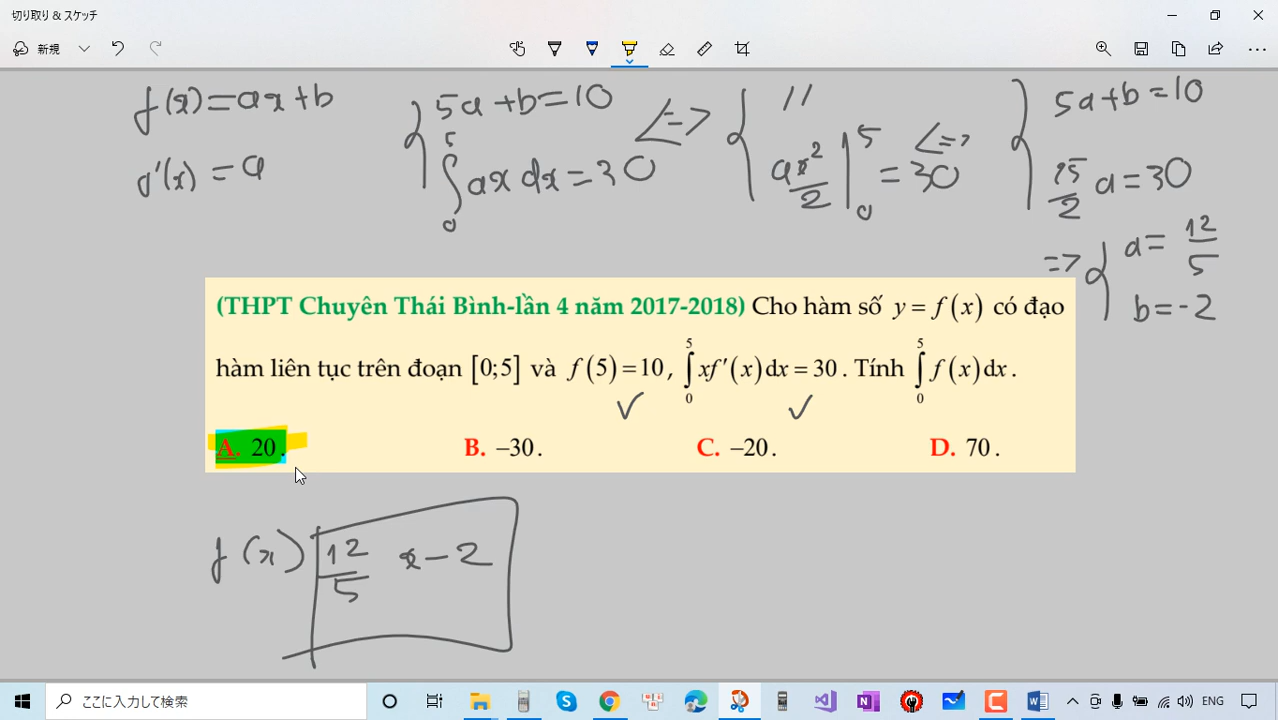 切り取り & スケッチ
新規
f(x)=ax+b
f'(x) = a
5a+b=10
∫₀⁵ ax dx = 30
<=>
//
ax²/2 |₀⁵ = 30
<=>
5a+b=10
25/2 a = 30
=> a = 12/5
b = -2
(THPT Chuyên Thái Bình-lần 4 năm 2017-2018) Cho hàm số y = f(x) có đạo
hàm liên tục trên đoạn [0;5] và f(5)=10, ∫₀⁵ xf′(x)dx = 30. Tính ∫₀⁵ f(x)dx.
A. 20. B. –30. C. –20. D. 70.
f(x) 12/5 x - 2
ここに入力して検索
ENG